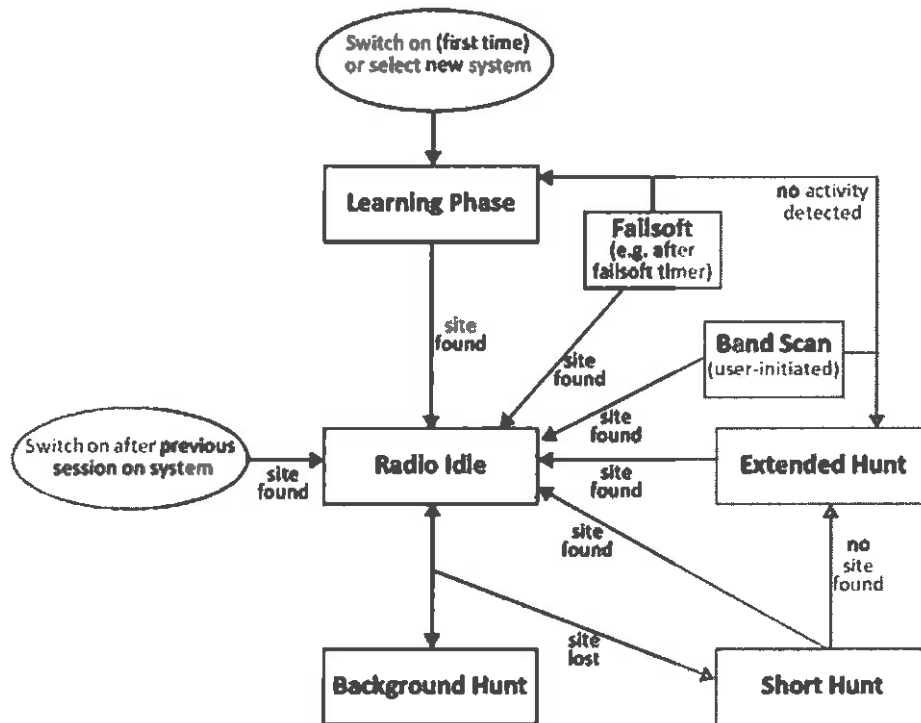 Switch on (first time)
or select new system
Learning Phase
no activity
detected
Failsoft
(e.g. after
failsoft timer)
site
found
site
found
Band Scan
(user-initiated)
site
found
Switch on after previous
session on system
site
found
Radio Idle
site
found
Extended Hunt
site
found
no
site
found
site
lost
Background Hunt
Short Hunt